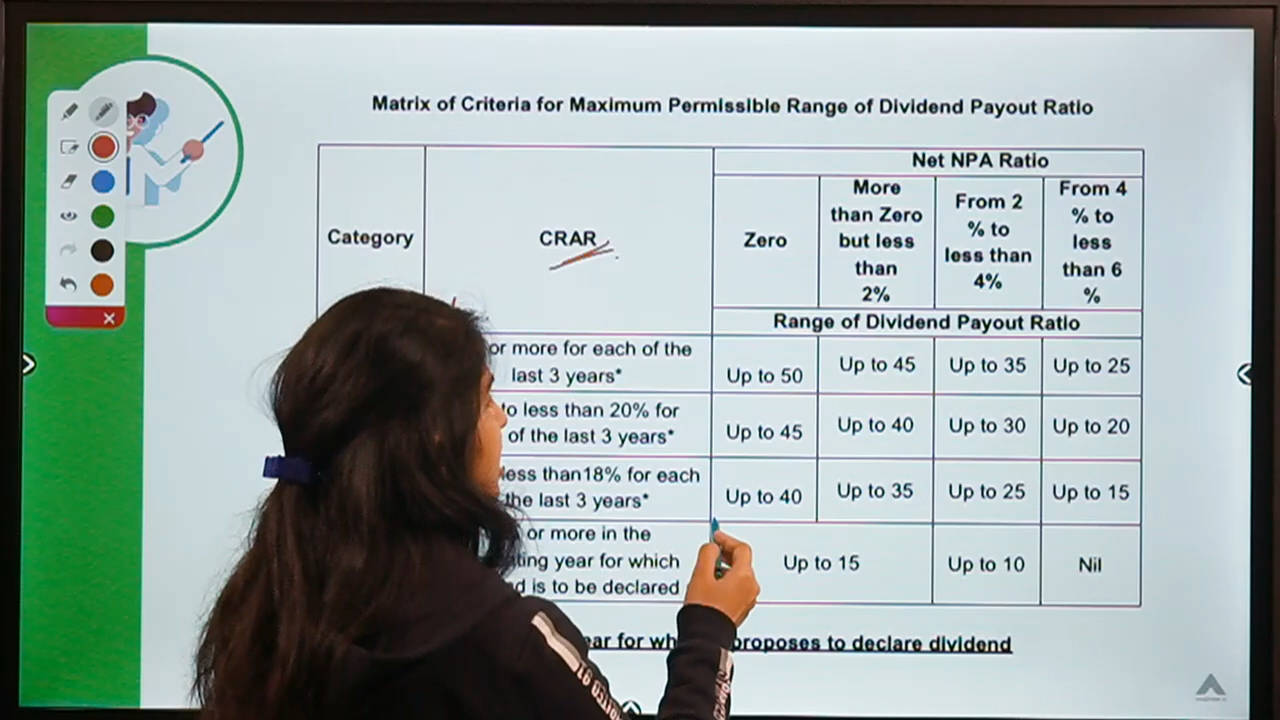 Matrix of Criteria for Maximum Permissible Range of Dividend Payout Ratio
Category
CRAR
Net NPA Ratio
Zero
More
than Zero
but less
than
2%
From 2
% to
less than
4%
From 4
% to
less
than 6
%
Range of Dividend Payout Ratio
or more for each of the
last 3 years*
Up to 50
Up to 45
Up to 35
Up to 25
to less than 20% for
of the last 3 years*
Up to 45
Up to 40
Up to 30
Up to 20
less than18% for each
the last 3 years*
Up to 40
Up to 35
Up to 25
Up to 15
or more in the
year for which
is to be declared
Up to 15
Up to 10
Nil
for proposes to declare dividend